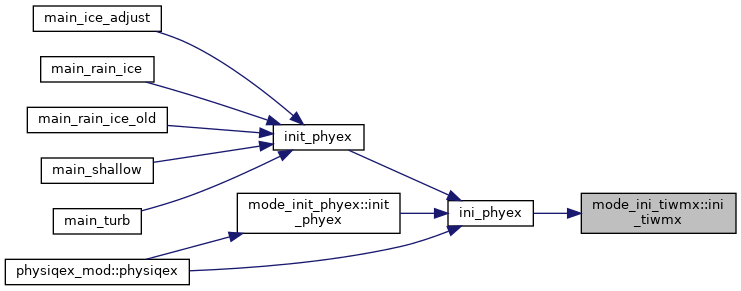 main_ice_adjust
main_rain_ice
main_rain_ice_old
main_shallow
main_turb
physiqex_mod::physiqex
init_phyex
mode_init_phyex::init
_phyex
ini_phyex
mode_ini_tiwmx::ini
_tiwmx